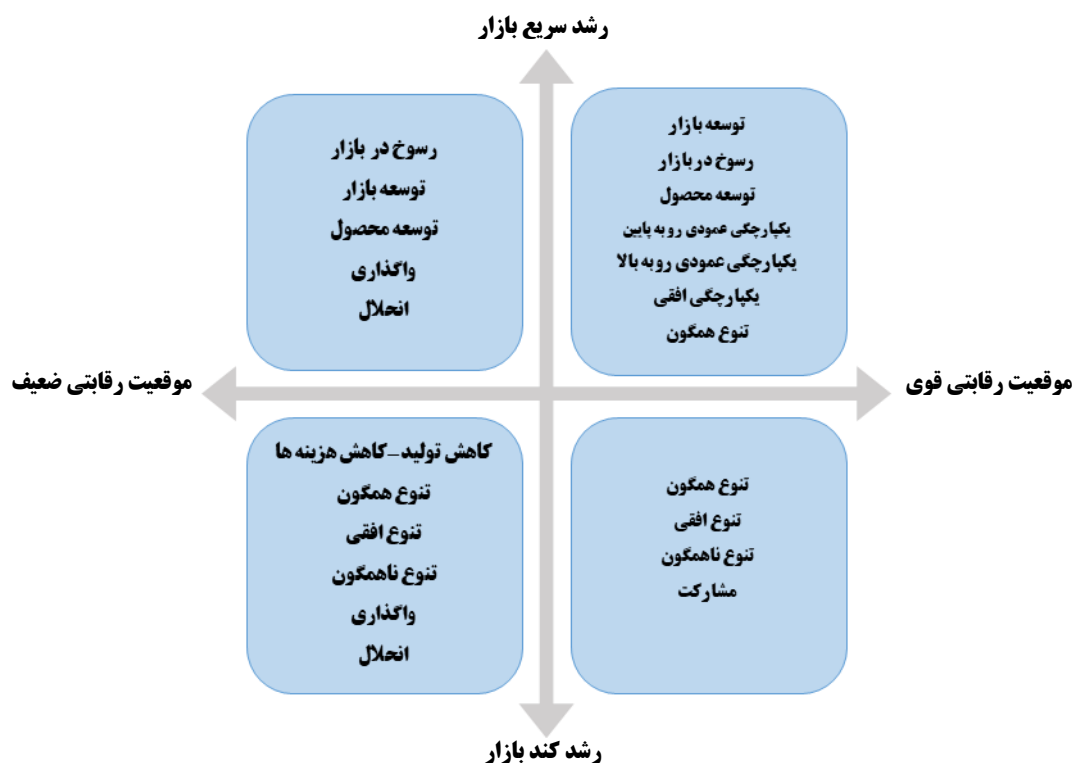 رشد سریع بازار
توسعه بازار
رسوخ در بازار
توسعه محصول
یکپارچگی عمودی رو به پایین
یکپارچگی عمودی رو به بالا
یکپارچگی افقی
تنوع همگون
رسوخ در بازار
توسعه بازار
توسعه محصول
واگذاری
انحلال
موقعیت رقابتی قوی
موقعیت رقابتی ضعیف
تنوع همگون
تنوع افقی
تنوع ناهمگون
مشارکت
کاهش تولید-کاهش هزینه ها
تنوع همگون
تنوع افقی
تنوع ناهمگون
واگذاری
انحلال
رشد کند بازار